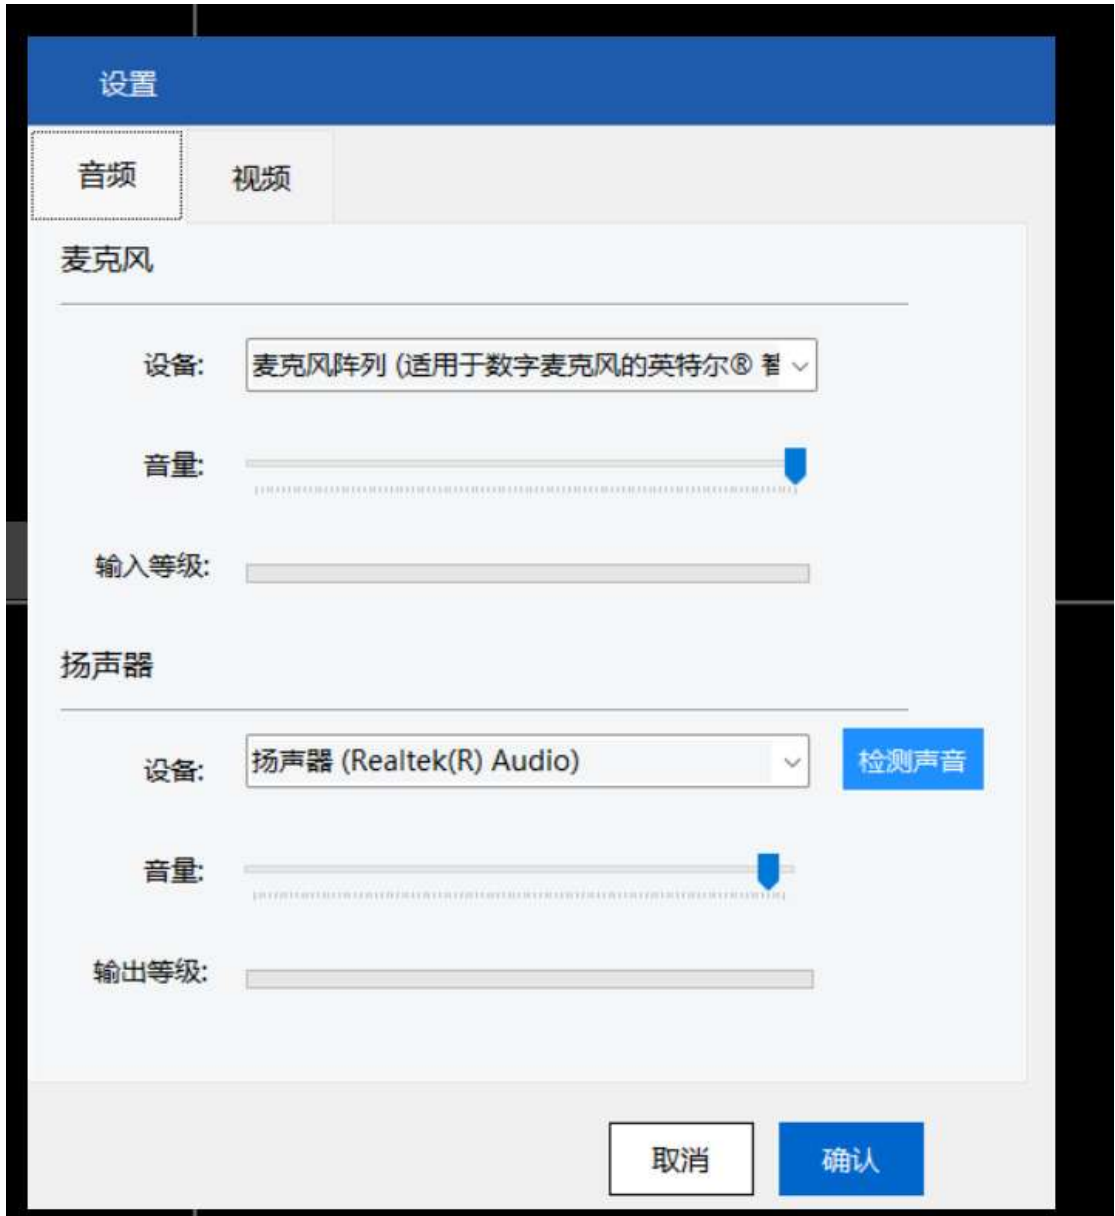 设置
音频 视频
麦克风
设备: 麦克风阵列 (适用于数字麦克风的英特尔®
音量:
输入等级:
扬声器
设备: 扬声器 (Realtek(R) Audio) 检测声音
音量:
输出等级:
取消 确认